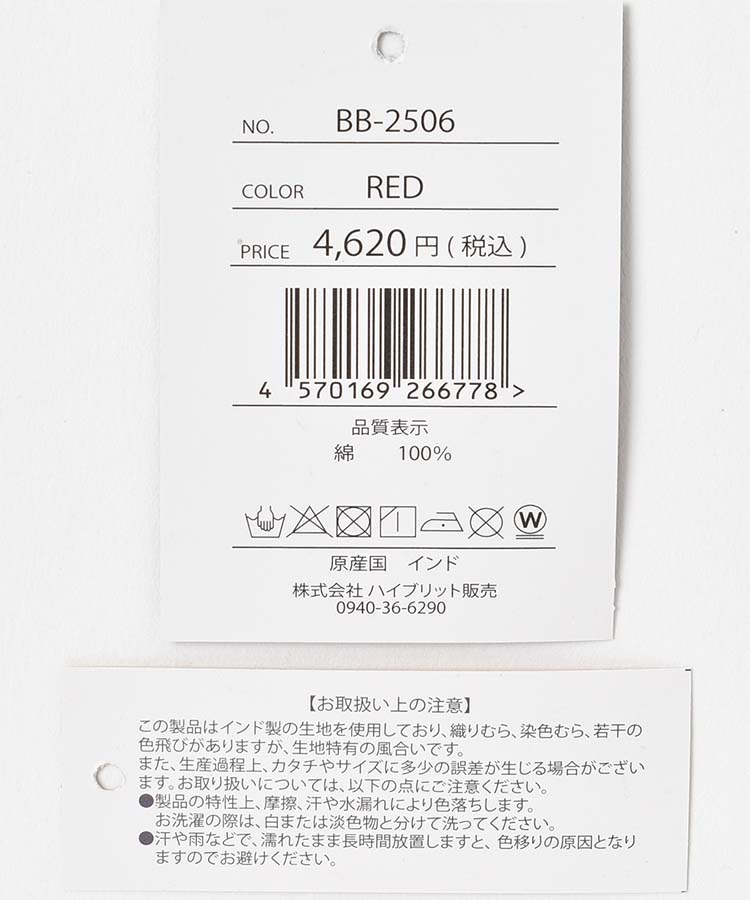 NO. BB-2506
COLOR RED
PRICE 4,620円(税込)
4 570169 266778 >
品質表示
綿 100%
W
原産国 インド
株式会社 ハイブリット販売
0940-36-6290
【お取扱い上の注意】
この製品はインド製の生地を使用しており、織りむら、染色むら、若干の
色飛びがありますが、生地特有の風合いです。
また、生産過程上、カタチやサイズに多少の誤差が生じる場合がござい
ます。お取り扱いについては、以下の点にご注意ください。
●製品の特性上、摩擦、汗や水漏れにより色落ちします。
お洗濯の際は、白または淡色物と分けて洗ってください。
●汗や雨などで、濡れたまま長時間放置しますと、色移りの原因となり
ますのでお避けください。